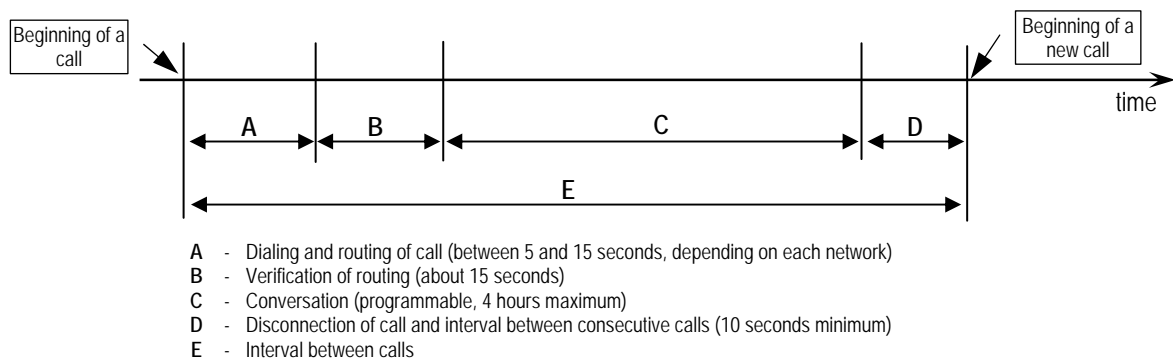 Beginning of a
call
Beginning of a
new call
time
A
B
C
D
E
A - Dialing and routing of call (between 5 and 15 seconds, depending on each network)
B - Verification of routing (about 15 seconds)
C - Conversation (programmable, 4 hours maximum)
D - Disconnection of call and interval between consecutive calls (10 seconds minimum)
E - Interval between calls